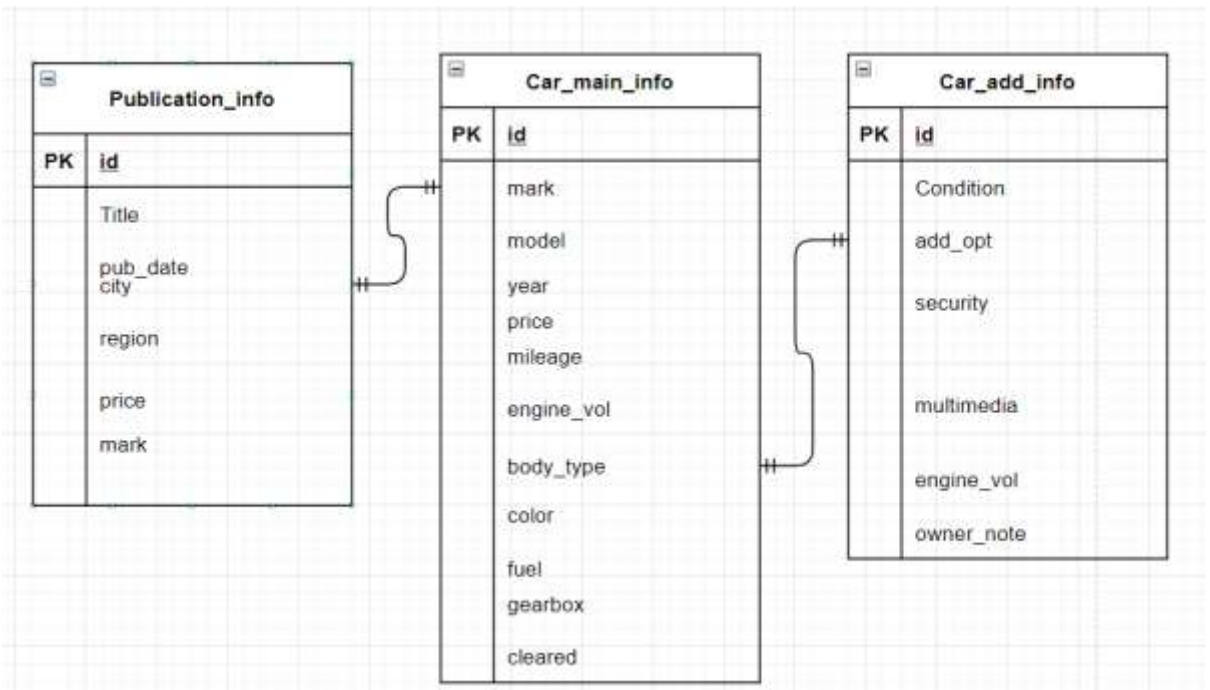 Publication_info
PK id
Title
pub_date
city
region
price
mark
Car_main_info
PK id
mark
model
year
price
mileage
engine_vol
body_type
color
fuel
gearbox
cleared
Car_add_info
PK id
Condition
add_opt
security
multimedia
engine_vol
owner_note